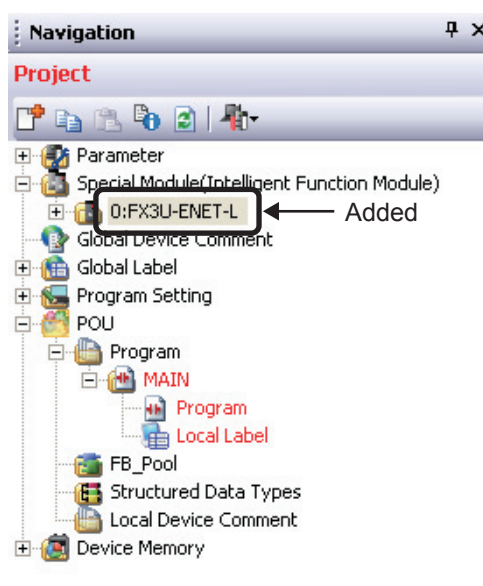 Navigation
Project
Parameter
Special Module(Intelligent Function Module)
0:FX3U-ENET-L Added
Global Device Comment
Global Label
Program Setting
POU
Program
MAIN
Program
Local Label
FB_Pool
Structured Data Types
Local Device Comment
Device Memory